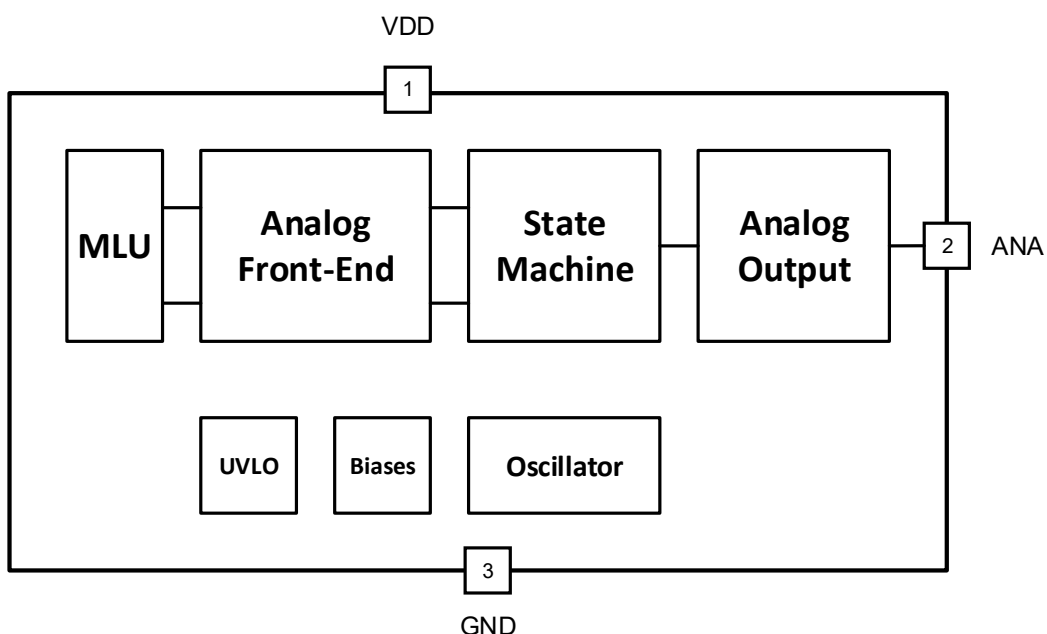 VDD
1
MLU
Analog
Front-End
State
Machine
Analog
Output
2
ANA
UVLO
Biases
Oscillator
3
GND